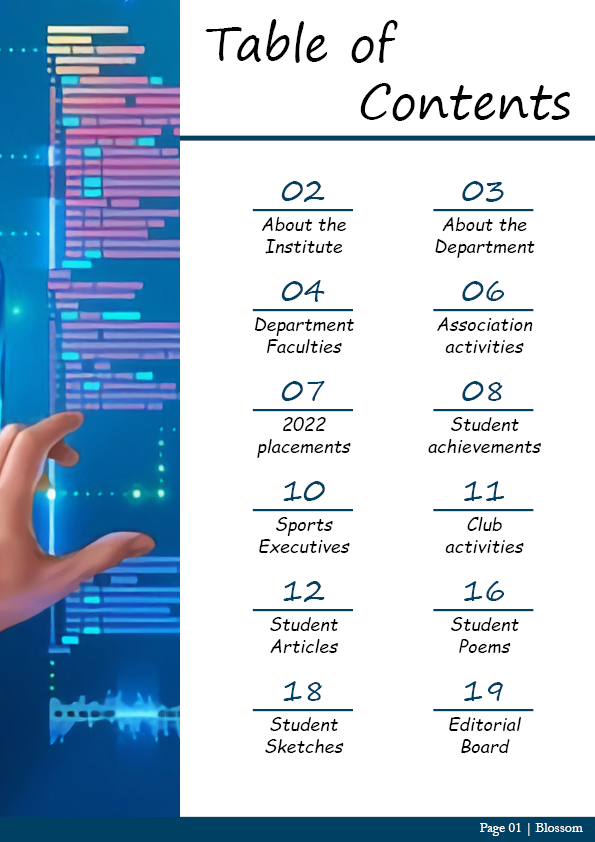 Table of
Contents
02
About the
Institute
03
About the
Department
04
Department
Faculties
06
Association
activities
07
2022
placements
08
Student
achievements
10
Sports
Executives
11
Club
activities
12
Student
Articles
16
Student
Poems
18
Student
Sketches
19
Editorial
Board
Page 01 | Blossom